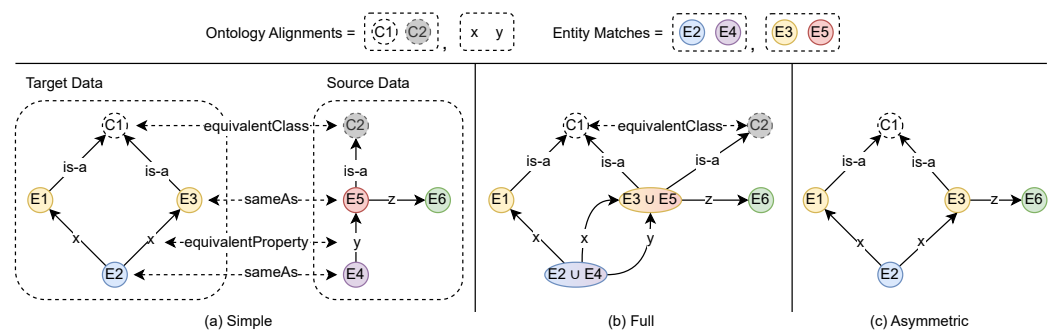 Ontology Alignments = C1 C2 , x y Entity Matches = E2 E4 , E3 E5
Target Data Source Data
C1 equivalentClass C2
is-a is-a is-a
E1 E3 sameAs E5 z E6
x x equivalentProperty y
E2 sameAs E4
(a) Simple
C1 equivalentClass C2
is-a is-a is-a
E1 E3 ∪ E5 z E6
x x y
E2 ∪ E4
(b) Full
C1
is-a is-a
E1 E3 z E6
x x
E2
(c) Asymmetric